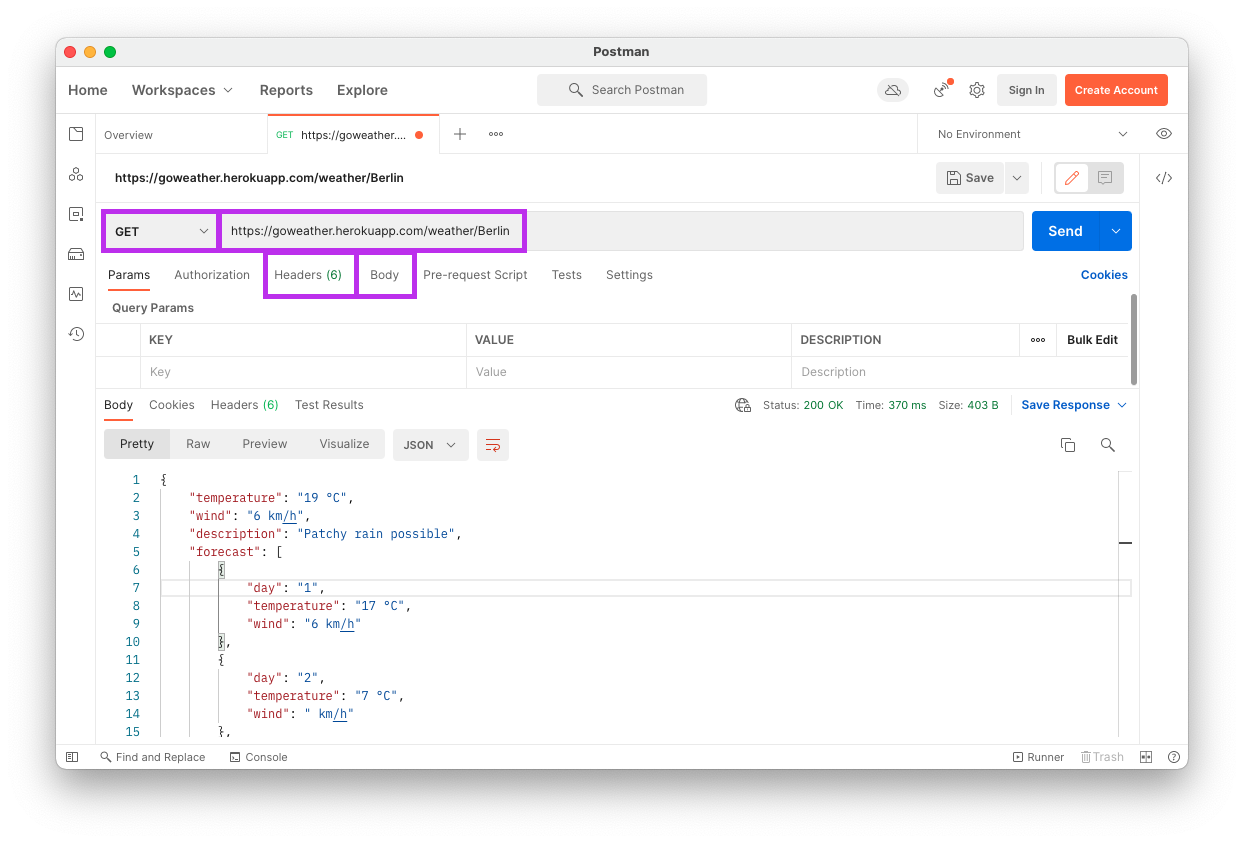 Postman
Home Workspaces Reports Explore Search Postman Sign In Create Account
Overview GET https://goweather.... No Environment
https://goweather.herokuapp.com/weather/Berlin Save
GET https://goweather.herokuapp.com/weather/Berlin Send
Params Authorization Headers (6) Body Pre-request Script Tests Settings Cookies
Query Params
KEY VALUE DESCRIPTION Bulk Edit
Key Value Description
Body Cookies Headers (6) Test Results Status: 200 OK Time: 370 ms Size: 403 B Save Response
Pretty Raw Preview Visualize JSON
1 {
2 "temperature": "19 °C",
3 "wind": "6 km/h",
4 "description": "Patchy rain possible",
5 "forecast": [
6 {
7 "day": "1",
8 "temperature": "17 °C",
9 "wind": "6 km/h"
10 },
11 {
12 "day": "2",
13 "temperature": "7 °C",
14 "wind": " km/h"
15 },
Find and Replace Console Runner Trash